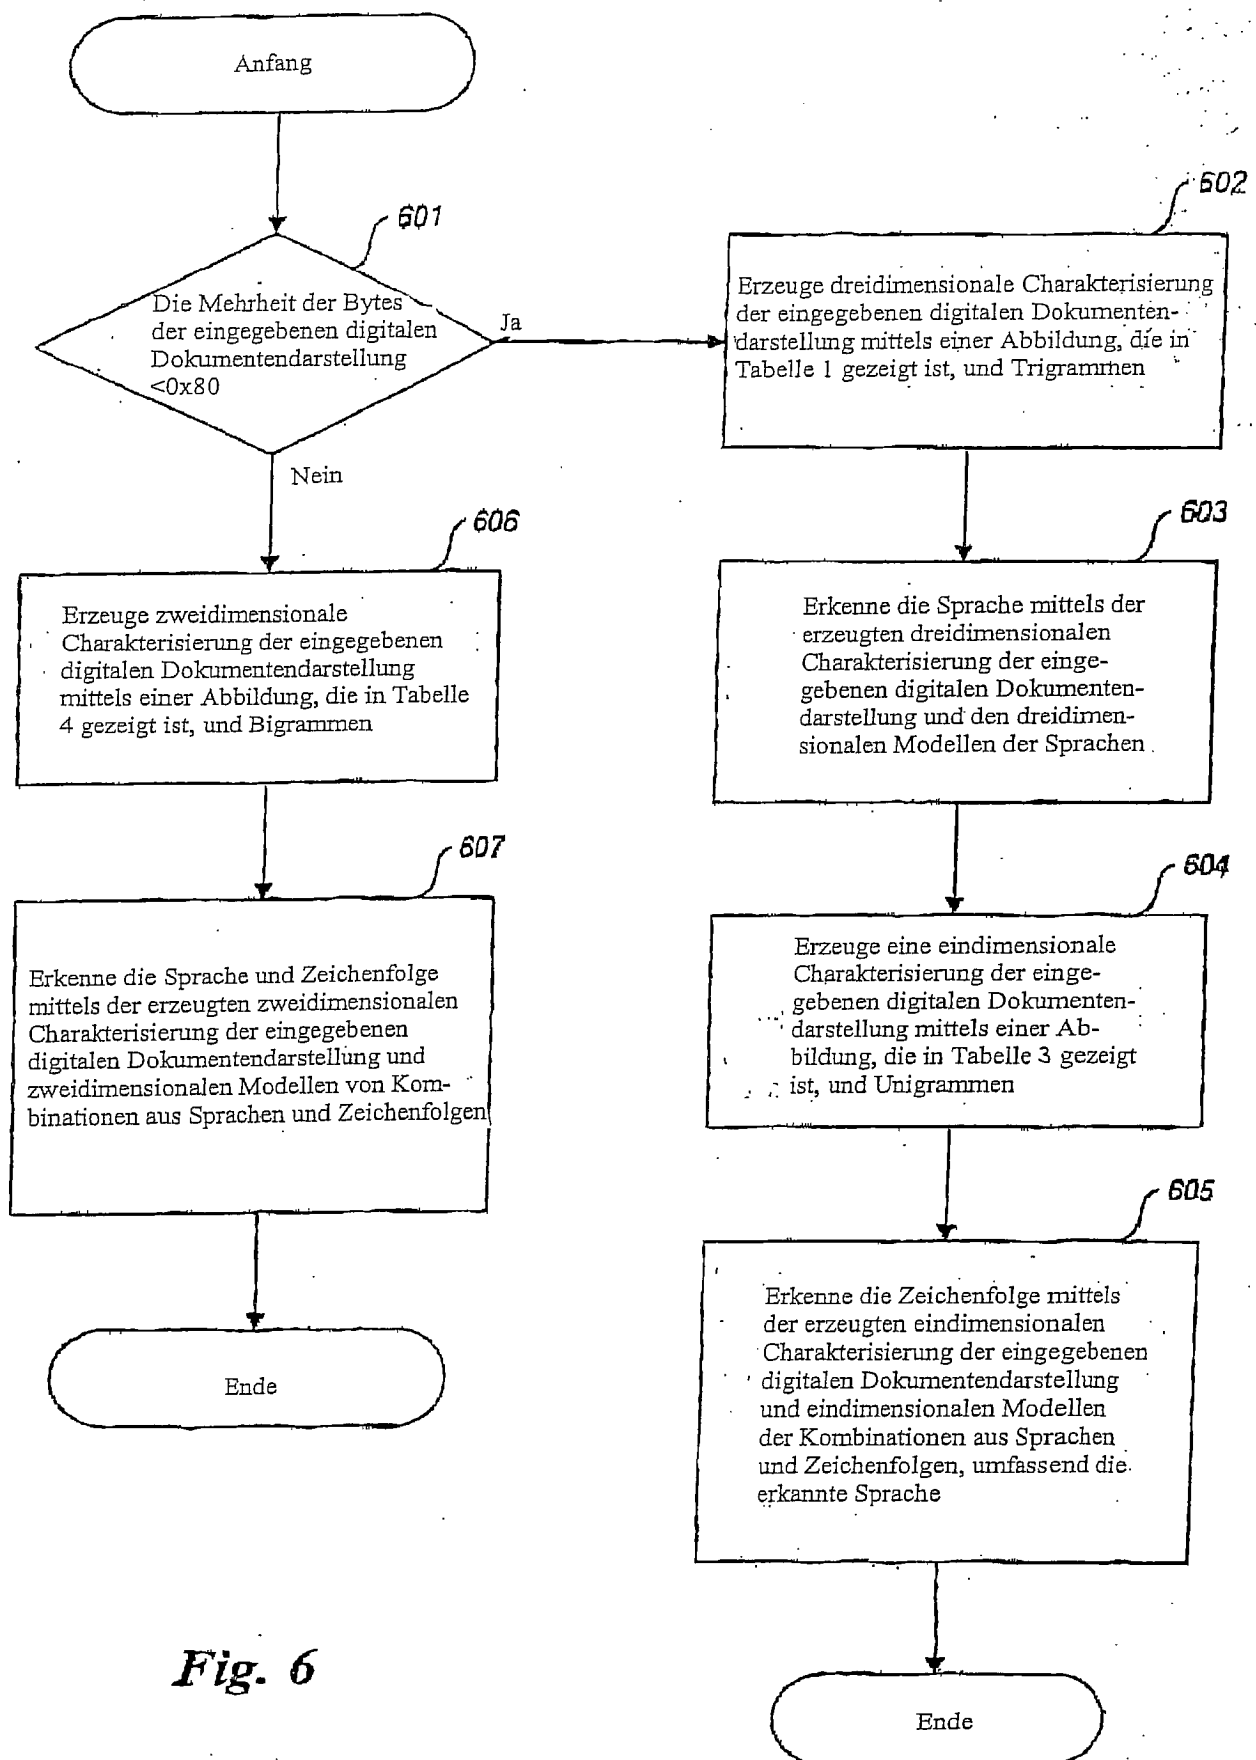 Anfang
601
Die Mehrheit der Bytes
der eingegebenen digitalen
Dokumentendarstellung
<0x80
Ja
Nein
602
Erzeuge dreidimensionale Charakterisierung
der eingegebenen digitalen Dokumenten-
darstellung mittels einer Abbildung, die in
Tabelle 1 gezeigt ist, und Trigrammen
603
Erkenne die Sprache mittels der
erzeugten dreidimensionalen
Charakterisierung der einge-
gebenen digitalen Dokumenten-
darstellung und den dreidimen-
sionalen Modellen der Sprachen
604
Erzeuge eine eindimensionale
Charakterisierung der einge-
gebenen digitalen Dokumenten-
darstellung mittels einer Ab-
bildung, die in Tabelle 3 gezeigt
ist, und Unigrammen
605
Erkenne die Zeichenfolge mittels
der erzeugten eindimensionalen
Charakterisierung der eingegebenen
digitalen Dokumentendarstellung
und eindimensionalen Modellen
der Kombinationen aus Sprachen
und Zeichenfolgen, umfassend die
erkannte Sprache
Ende
606
Erzeuge zweidimensionale
Charakterisierung der eingegebenen
digitalen Dokumentendarstellung
mittels einer Abbildung, die in Tabelle
4 gezeigt ist, und Bigrammen
607
Erkenne die Sprache und Zeichenfolge
mittels der erzeugten zweidimensionalen
Charakterisierung der eingegebenen
digitalen Dokumentendarstellung und
zweidimensionalen Modellen von Kom-
binationen aus Sprachen und Zeichenfolgen
Ende
Fig. 6